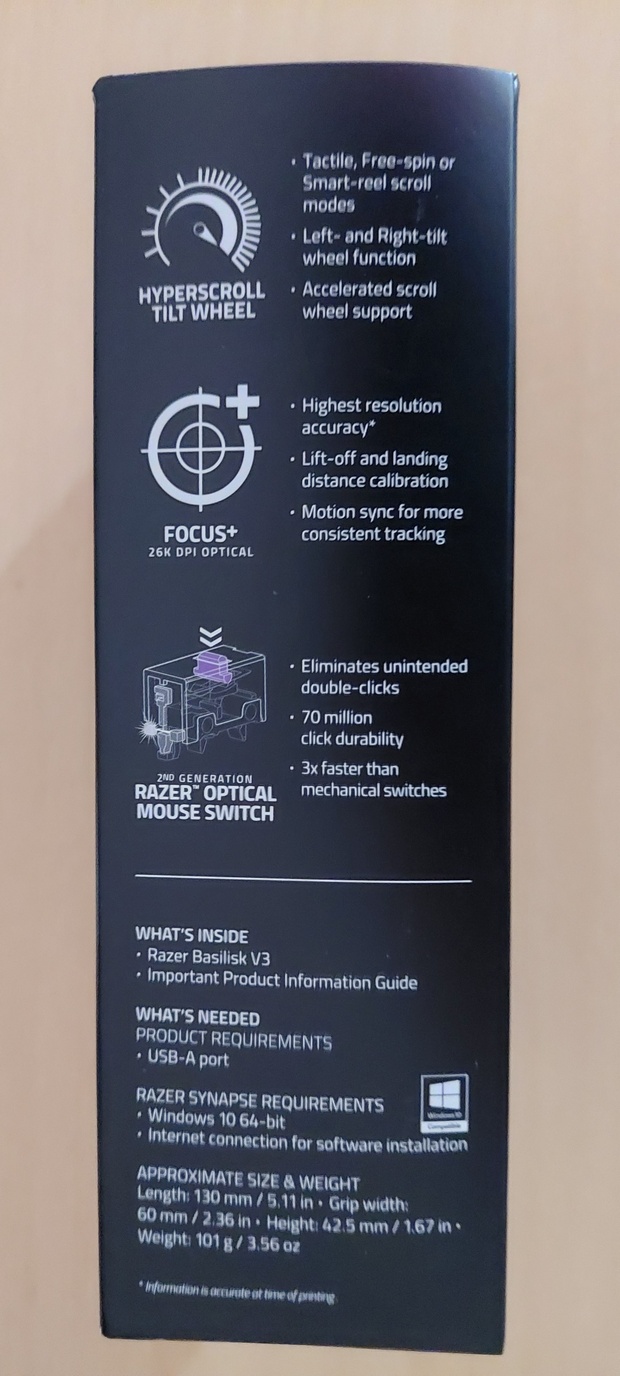 • Tactile, Free-spin or
Smart-reel scroll
modes
• Left- and Right-tilt
wheel function
• Accelerated scroll
wheel support
HYPERSCROLL
TILT WHEEL
• Highest resolution
accuracy*
• Lift-off and landing
distance calibration
• Motion sync for more
consistent tracking
FOCUS+
26K DPI OPTICAL
• Eliminates unintended
double-clicks
• 70 million
click durability
• 3x faster than
mechanical switches
2ND GENERATION
RAZER™ OPTICAL
MOUSE SWITCH
WHAT'S INSIDE
• Razer Basilisk V3
• Important Product Information Guide
WHAT'S NEEDED
PRODUCT REQUIREMENTS
• USB-A port
RAZER SYNAPSE REQUIREMENTS
• Windows 10 64-bit
• Internet connection for software installation
Windows 10
Compatible
APPROXIMATE SIZE & WEIGHT
Length: 130 mm / 5.11 in • Grip width:
60 mm / 2.36 in • Height: 42.5 mm / 1.67 in •
Weight: 101 g / 3.56 oz
* Information is accurate at time of printing.